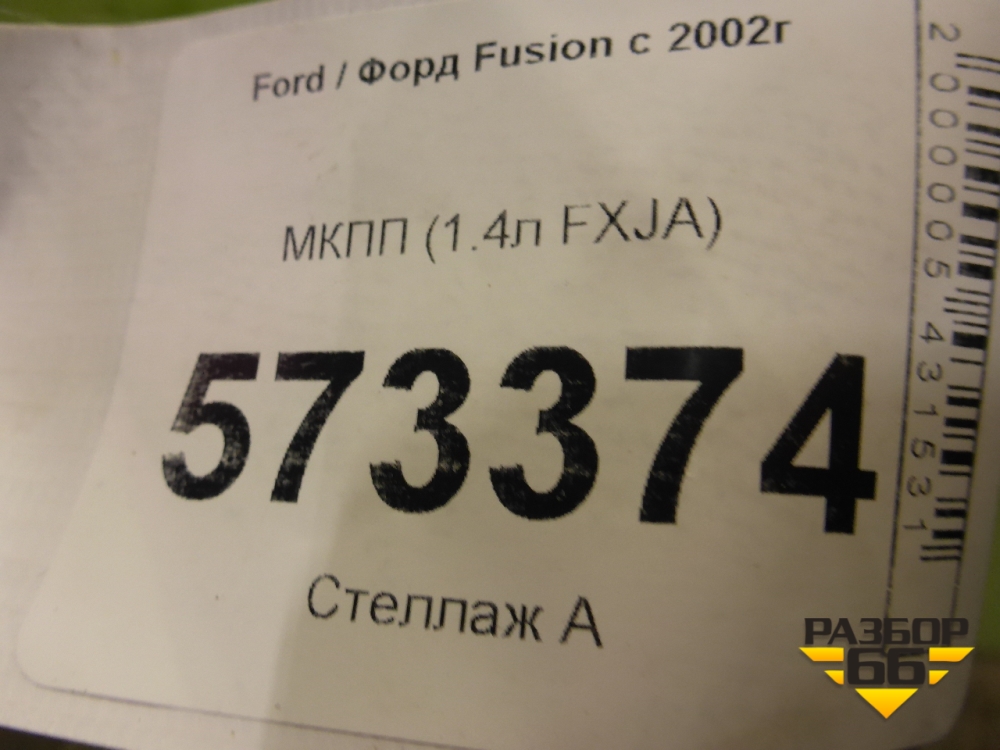 Ford / Форд Fusion с 2002г
МКПП (1.4л FXJA)
573374
Стеллаж А
2000005431531
РАЗБОР
66